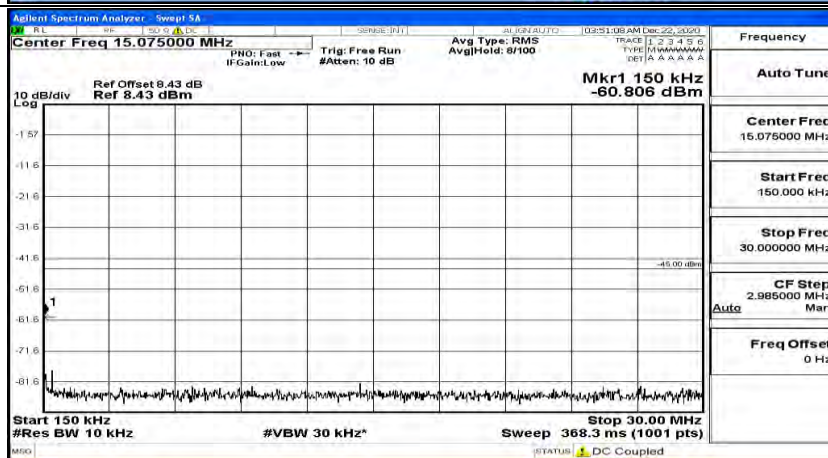 Agilent Spectrum Analyzer - Swept SA
RL RF 50 Ω DC SENSE:INT ALIGN AUTO 03:51:08 AM Dec 22, 2020
Center Freq 15.075000 MHz
PNO: Fast
IFGain:Low
Trig: Free Run
#Atten: 10 dB
Avg Type: RMS
Avg|Hold: 8/100
TRACE 1 2 3 4 5 6
TYPE M
DET A A A A A A
Ref Offset 8.43 dB
10 dB/div Ref 8.43 dBm
Log
Mkr1 150 kHz
-60.806 dBm
-1.57
-11.6
-21.6
-31.6
-41.6
-45.00 dBm
-51.6
1
-61.6
-71.6
-81.6
Start 150 kHz
Stop 30.00 MHz
#Res BW 10 kHz
#VBW 30 kHz*
Sweep 368.3 ms (1001 pts)
MSG
STATUS DC Coupled
Frequency
Auto Tune
Center Freq
15.075000 MHz
Start Freq
150.000 kHz
Stop Freq
30.000000 MHz
CF Step
2.985000 MHz
Auto Man
Freq Offset
0 Hz